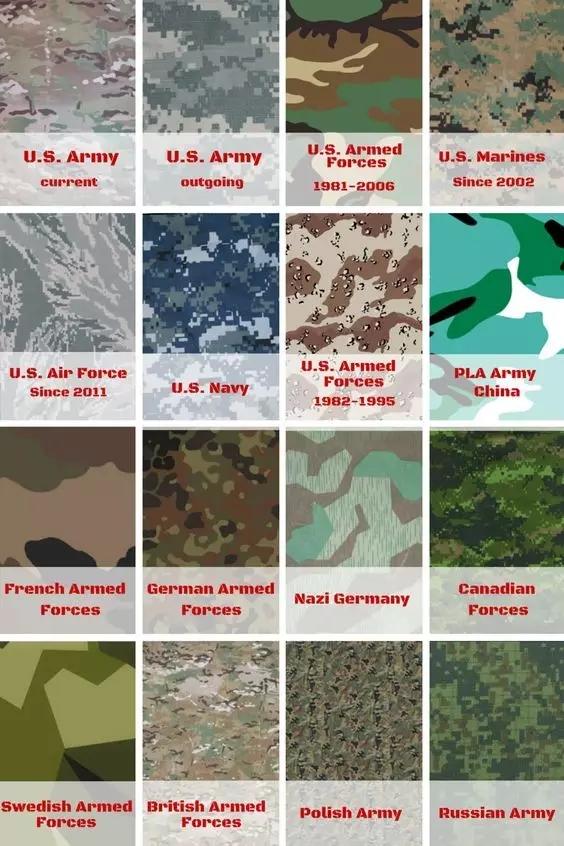 U.S. Army
current
U.S. Army
outgoing
U.S. Armed
Forces
1981-2006
U.S. Marines
Since 2002
U.S. Air Force
Since 2011
U.S. Navy
U.S. Armed
Forces
1982-1995
PLA Army
China
French Armed
Forces
German Armed
Forces
Nazi Germany
Canadian
Forces
Swedish Armed
Forces
British Armed
Forces
Polish Army
Russian Army